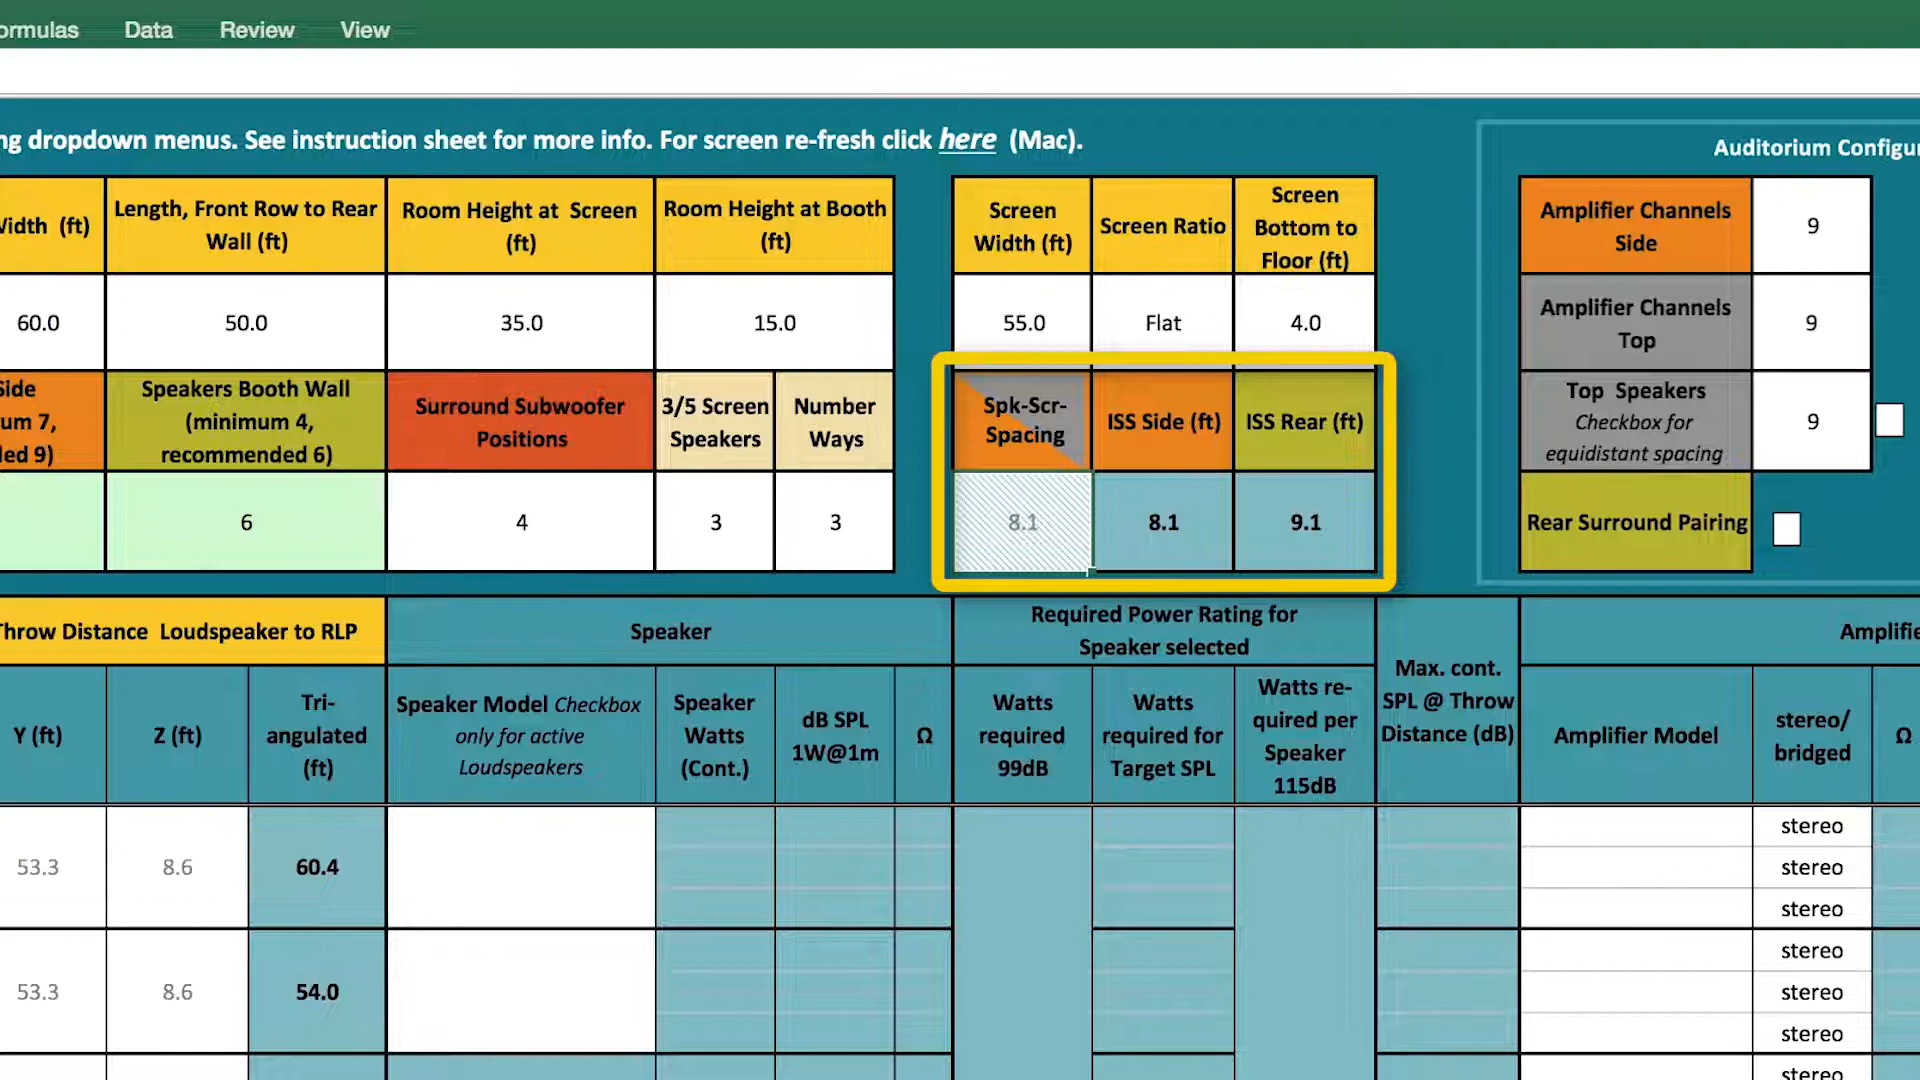 ormulas Data Review View
ng dropdown menus. See instruction sheet for more info. For screen re-fresh click here (Mac).
Auditorium Configur
Width (ft)
Length, Front Row to Rear
Wall (ft)
Room Height at Screen
(ft)
Room Height at Booth
(ft)
Screen
Width (ft)
Screen Ratio
Screen
Bottom to
Floor (ft)
Amplifier Channels
Side
9
60.0
50.0
35.0
15.0
55.0
Flat
4.0
Amplifier Channels
Top
9
Side
um 7,
ed 9)
Speakers Booth Wall
(minimum 4,
recommended 6)
Surround Subwoofer
Positions
3/5 Screen
Speakers
Number
Ways
Spk-Scr-
Spacing
ISS Side (ft)
ISS Rear (ft)
Top Speakers
Checkbox for
equidistant spacing
9
6
4
3
3
8.1
8.1
9.1
Rear Surround Pairing
Throw Distance Loudspeaker to RLP
Speaker
Required Power Rating for
Speaker selected
Max. cont.
SPL @ Throw
Distance (dB)
Amplifie
Y (ft)
Z (ft)
Tri-
angulated
(ft)
Speaker Model Checkbox
only for active
Loudspeakers
Speaker
Watts
(Cont.)
dB SPL
1W@1m
Ω
Watts
required
99dB
Watts
required for
Target SPL
Watts re-
quired per
Speaker
115dB
Amplifier Model
stereo/
bridged
Ω
53.3
8.6
60.4
stereo
stereo
stereo
53.3
8.6
54.0
stereo
stereo
stereo
stereo